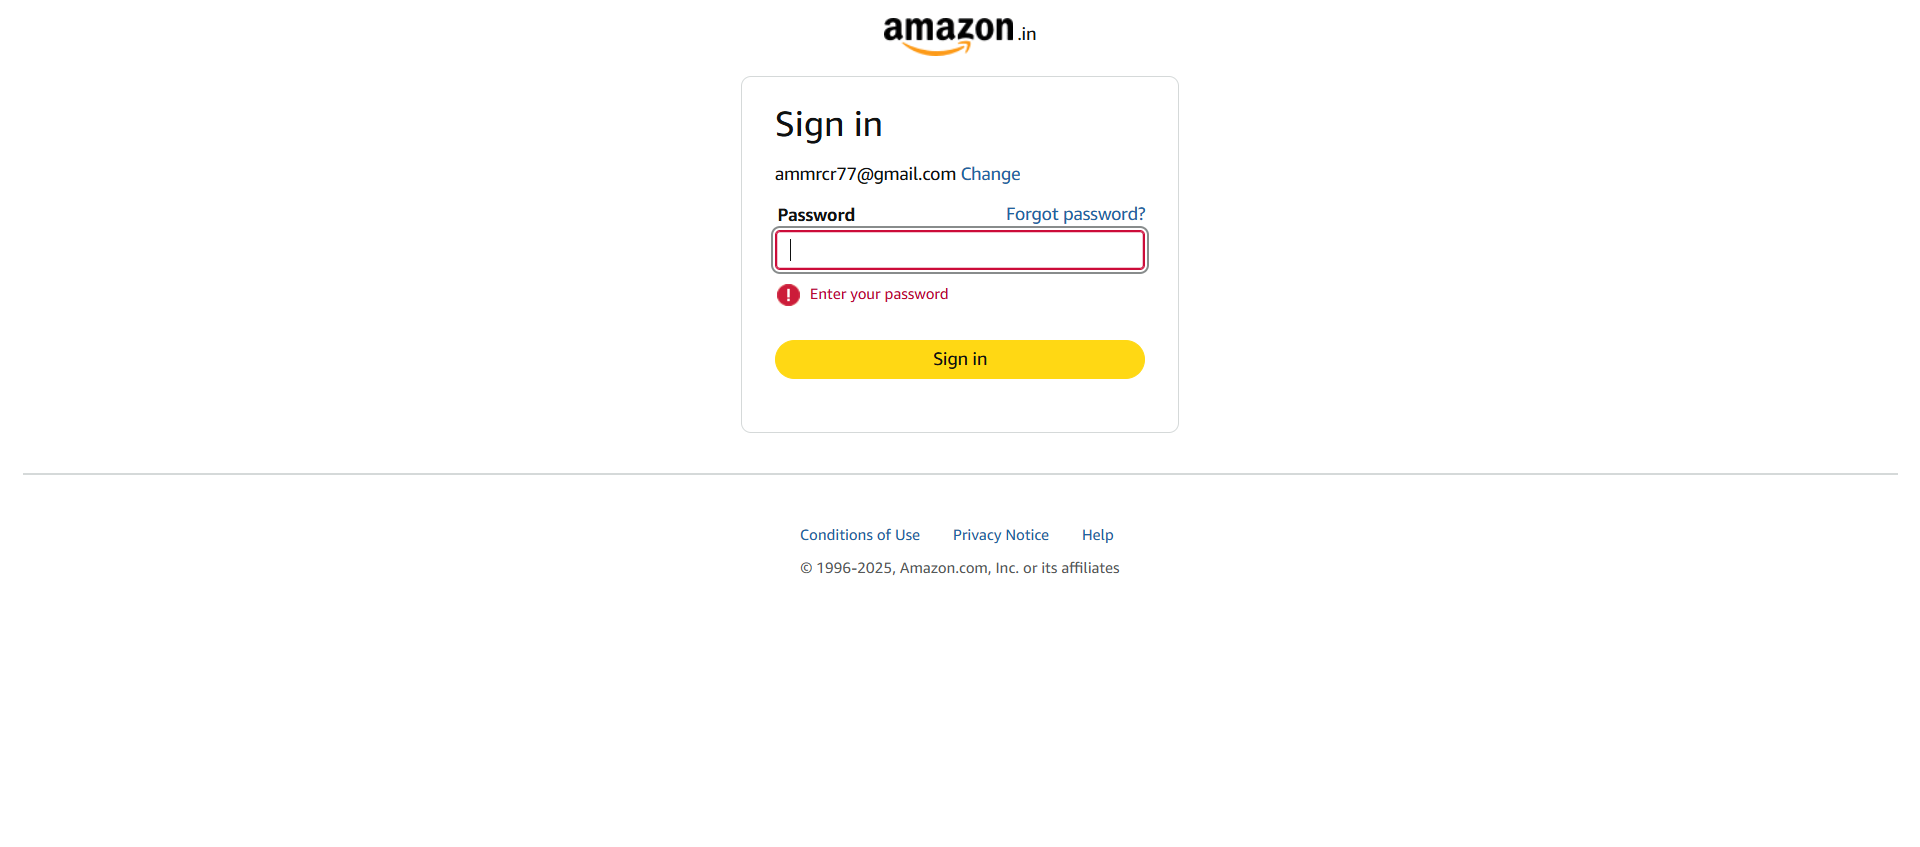 amazon.in
Sign in
ammrcr77@gmail.com Change
Password Forgot password?
! Enter your password
Sign in
Conditions of Use Privacy Notice Help
© 1996-2025, Amazon.com, Inc. or its affiliates